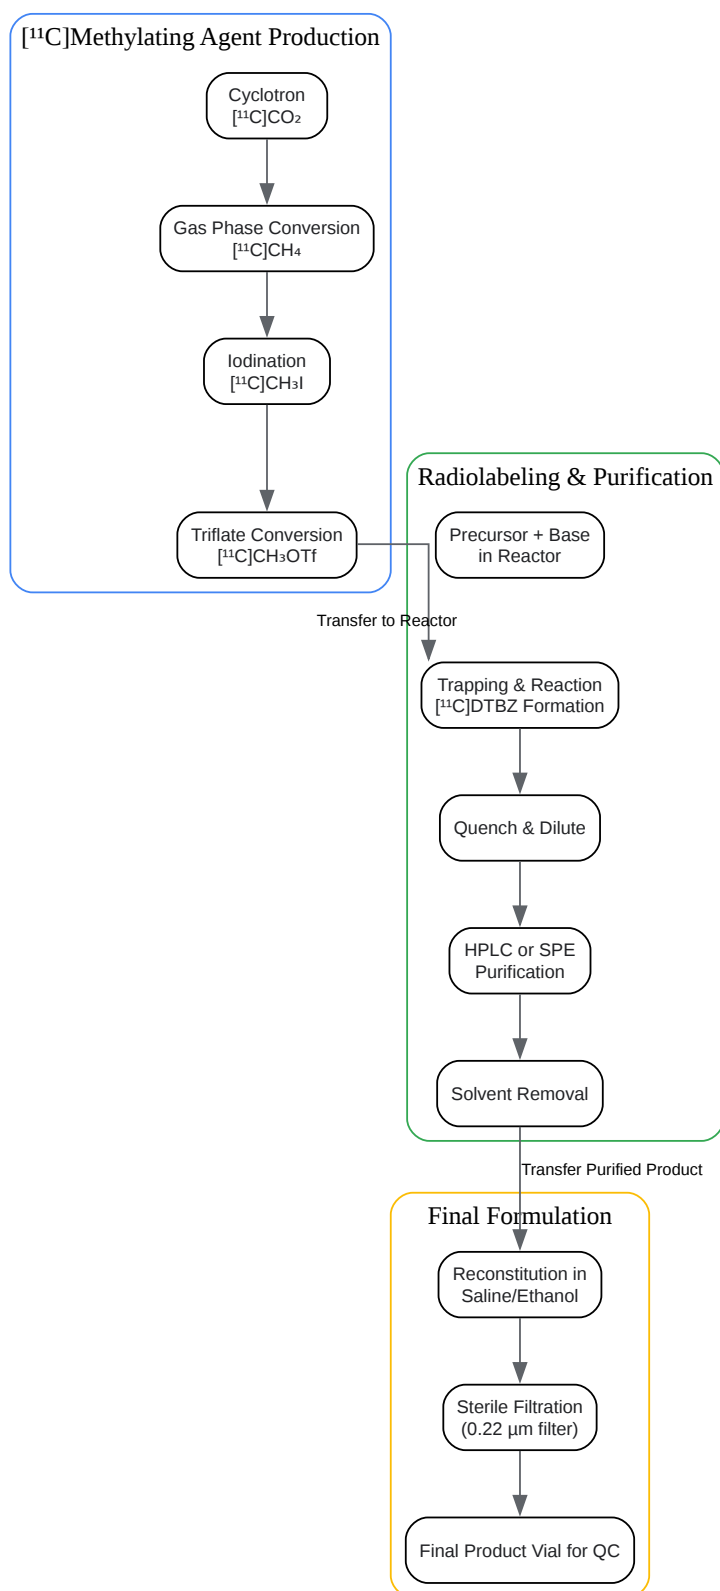 [¹¹C]Methylating Agent Production
Cyclotron
[¹¹C]CO₂
Gas Phase Conversion
[¹¹C]CH₄
Iodination
[¹¹C]CH₃I
Triflate Conversion
[¹¹C]CH₃OTf
Radiolabeling & Purification
Precursor + Base
in Reactor
Transfer to Reactor
Trapping & Reaction
[¹¹C]DTBZ Formation
Quench & Dilute
HPLC or SPE
Purification
Solvent Removal
Transfer Purified Product
Final Formulation
Reconstitution in
Saline/Ethanol
Sterile Filtration
(0.22 µm filter)
Final Product Vial for QC